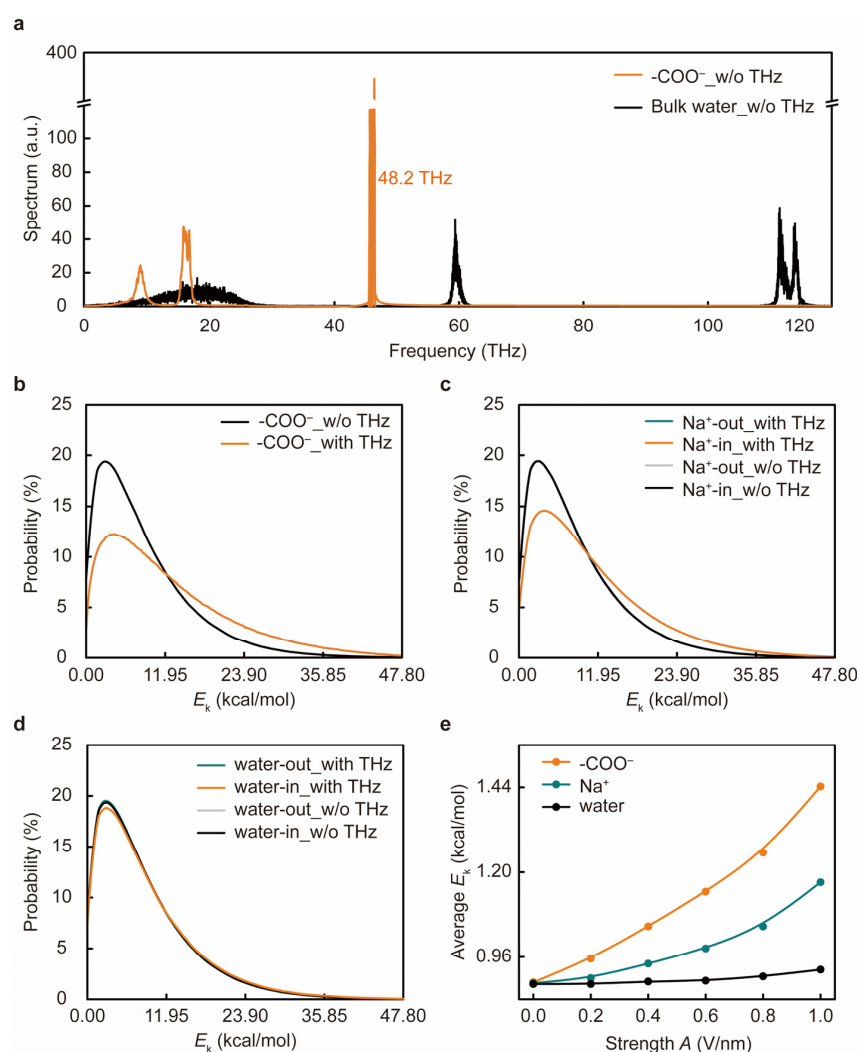 a
400
100
80
60
40
20
0
Spectrum (a.u.)
-COO⁻_w/o THz
Bulk water_w/o THz
48.2 THz
0 20 40 60 80 100 120
Frequency (THz)
b
25
20
15
10
5
0
Probability (%)
-COO⁻_w/o THz
-COO⁻_with THz
0.00 11.95 23.90 35.85 47.80
Eₖ (kcal/mol)
c
25
20
15
10
5
0
Probability (%)
Na⁺-out_with THz
Na⁺-in_with THz
Na⁺-out_w/o THz
Na⁺-in_w/o THz
0.00 11.95 23.90 35.85 47.80
Eₖ (kcal/mol)
d
25
20
15
10
5
0
Probability (%)
water-out_with THz
water-in_with THz
water-out_w/o THz
water-in_w/o THz
0.00 11.95 23.90 35.85 47.80
Eₖ (kcal/mol)
e
1.44
1.20
0.96
Average Eₖ (kcal/mol)
-COO⁻
Na⁺
water
0.0 0.2 0.4 0.6 0.8 1.0
Strength A (V/nm)